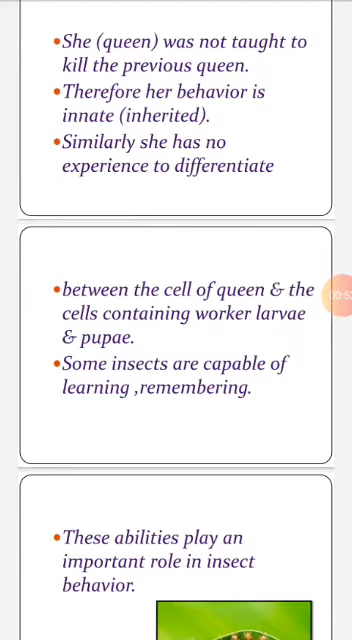 •She (queen) was not taught to
kill the previous queen.
•Therefore her behavior is
innate (inherited).
•Similarly she has no
experience to differentiate
•between the cell of queen & the
cells containing worker larvae
& pupae.
•Some insects are capable of
learning ,remembering.
•These abilities play an
important role in insect
behavior.